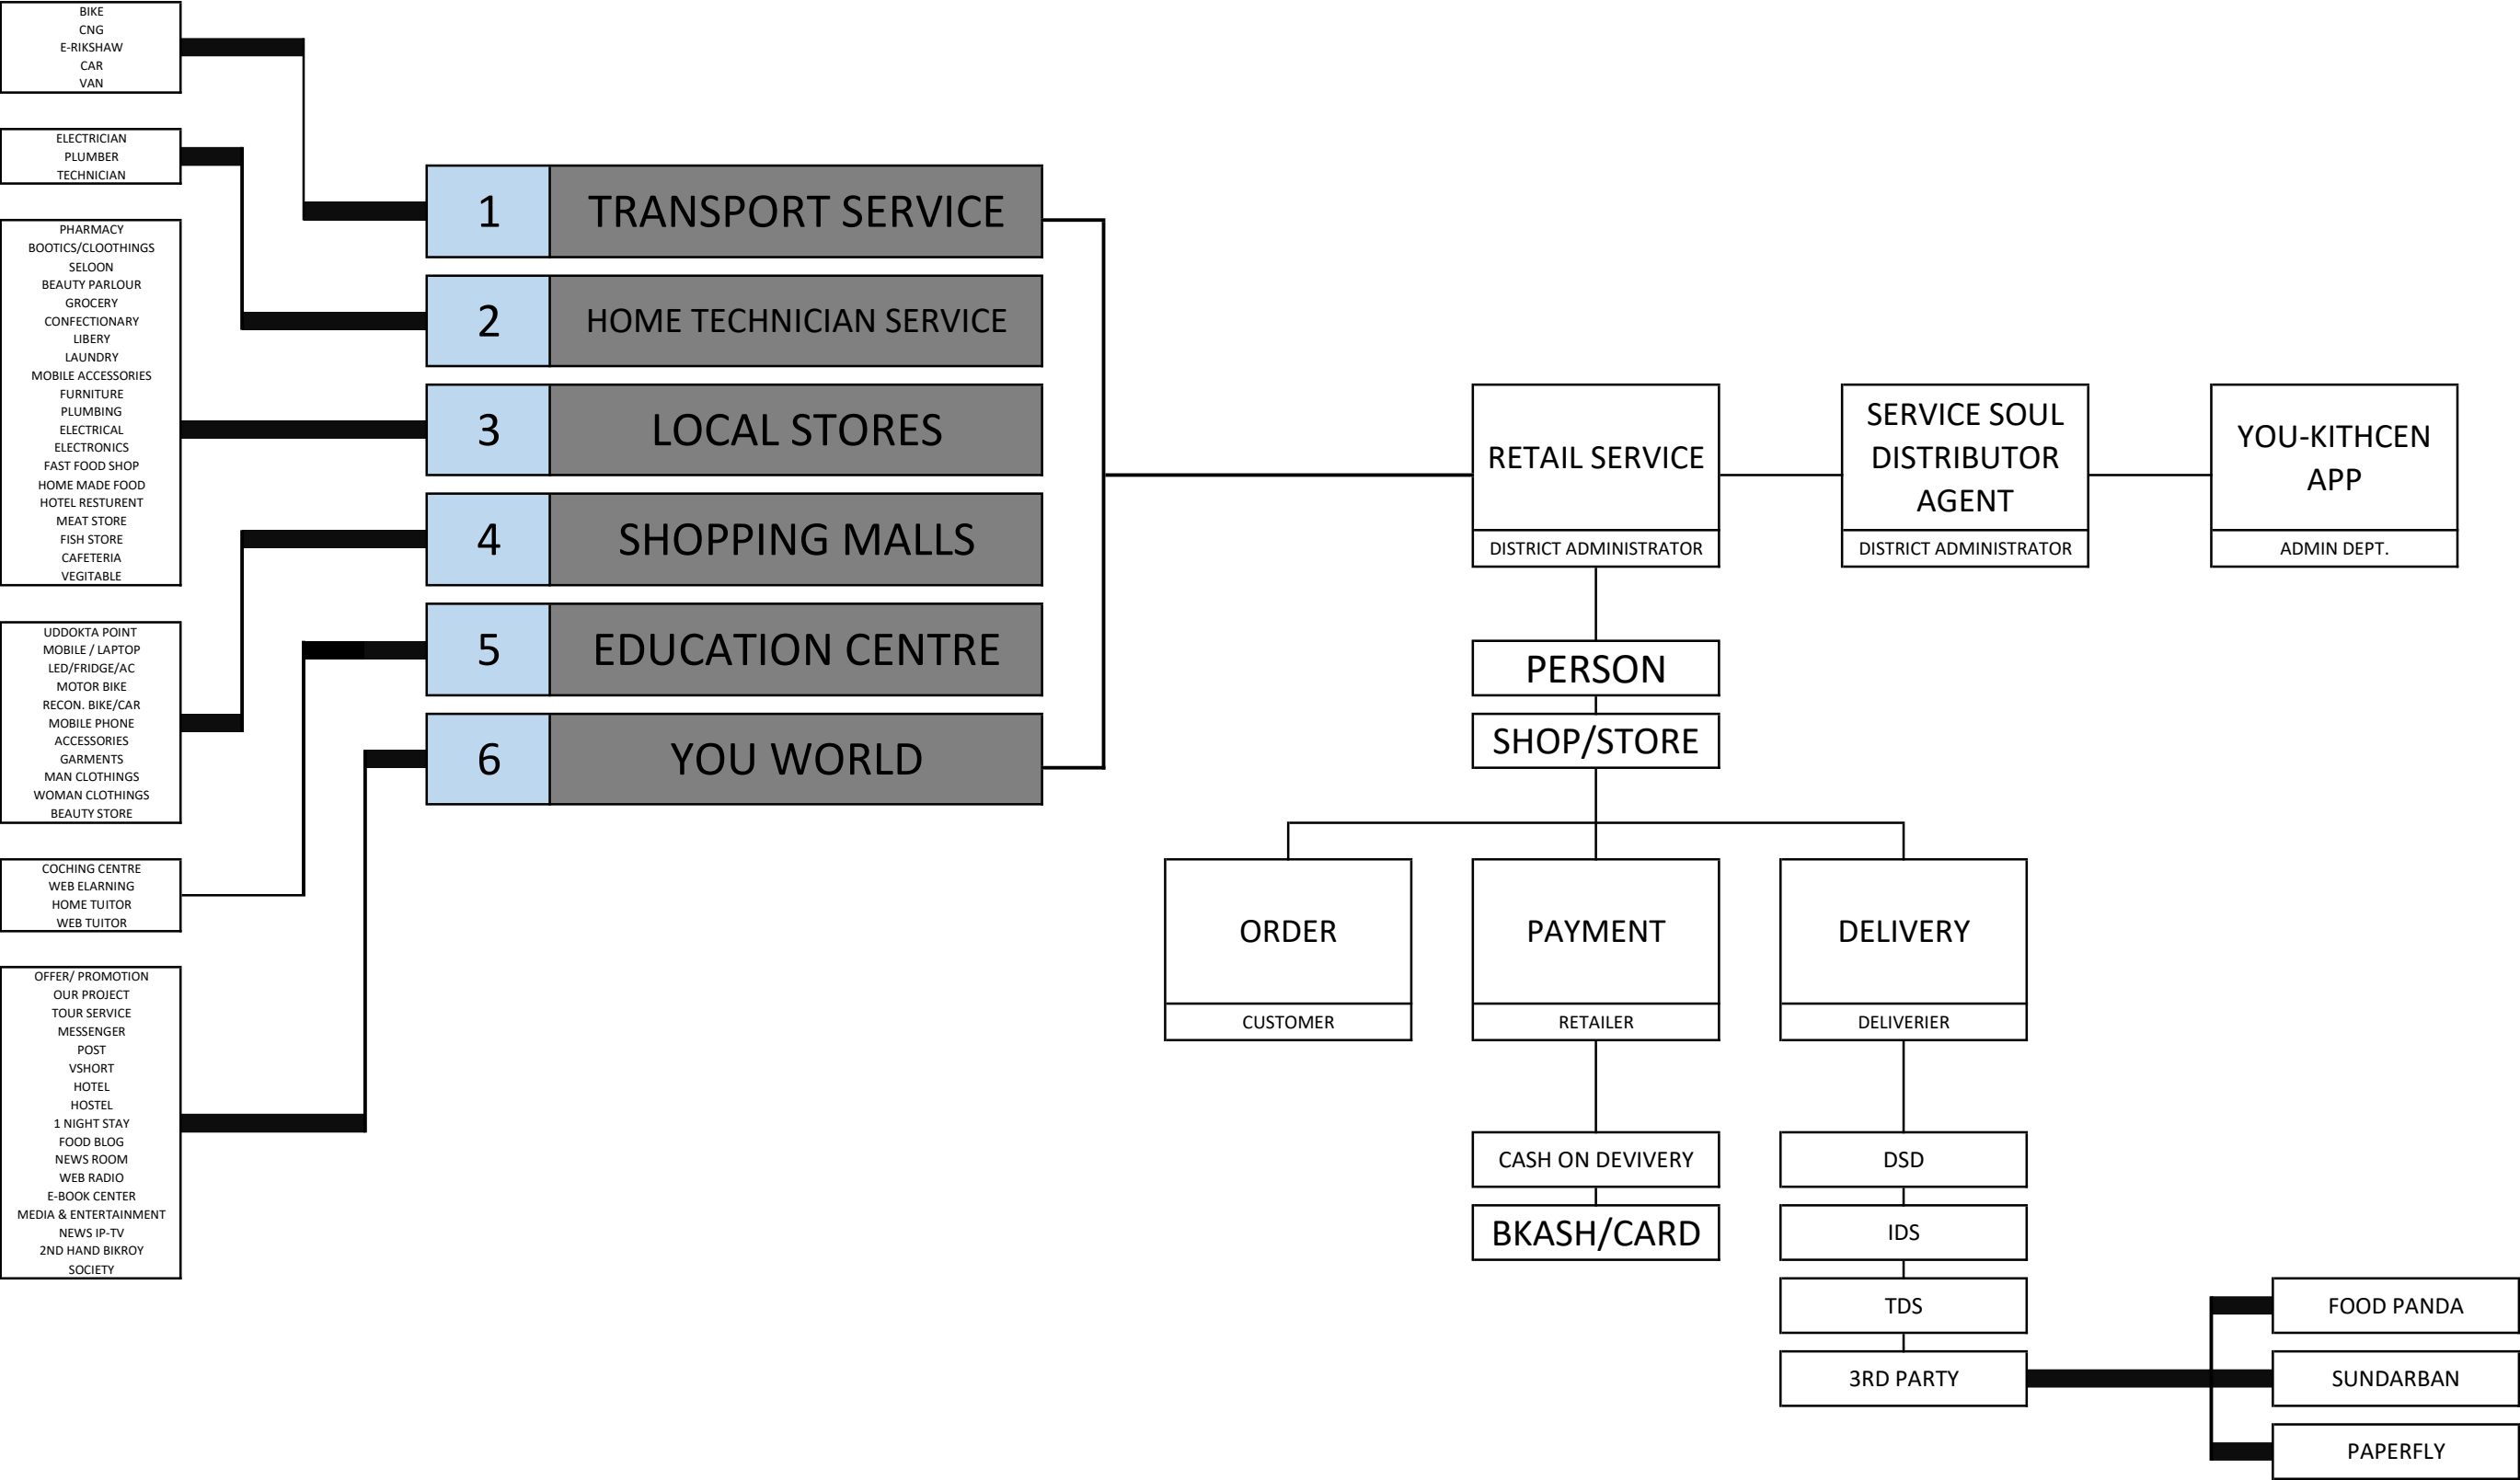 BIKE
CNG
E-RIKSHAW
CAR
VAN
ELECTRICIAN
PLUMBER
TECHNICIAN
PHARMACY
BOOTICS/CLOOTHINGS
SELOON
BEAUTY PARLOUR
GROCERY
CONFECTIONARY
LIBERY
LAUNDRY
MOBILE ACCESSORIES
FURNITURE
PLUMBING
ELECTRICAL
ELECTRONICS
FAST FOOD SHOP
HOME MADE FOOD
HOTEL RESTURENT
MEAT STORE
FISH STORE
CAFETERIA
VEGITABLE
UDDOKTA POINT
MOBILE / LAPTOP
LED/FRIDGE/AC
MOTOR BIKE
RECON. BIKE/CAR
MOBILE PHONE
ACCESSORIES
GARMENTS
MAN CLOTHINGS
WOMAN CLOTHINGS
BEAUTY STORE
COCHING CENTRE
WEB ELARNING
HOME TUITOR
WEB TUITOR
OFFER/ PROMOTION
OUR PROJECT
TOUR SERVICE
MESSENGER
POST
VSHORT
HOTEL
HOSTEL
1 NIGHT STAY
FOOD BLOG
NEWS ROOM
WEB RADIO
E-BOOK CENTER
MEDIA & ENTERTAINMENT
NEWS IP-TV
2ND HAND BIKROY
SOCIETY
1 TRANSPORT SERVICE
2 HOME TECHNICIAN SERVICE
3 LOCAL STORES
4 SHOPPING MALLS
5 EDUCATION CENTRE
6 YOU WORLD
RETAIL SERVICE
DISTRICT ADMINISTRATOR
SERVICE SOUL
DISTRIBUTOR
AGENT
DISTRICT ADMINISTRATOR
YOU-KITHCEN
APP
ADMIN DEPT.
PERSON
SHOP/STORE
ORDER
CUSTOMER
PAYMENT
RETAILER
DELIVERY
DELIVERIER
CASH ON DEVIVERY
BKASH/CARD
DSD
IDS
TDS
3RD PARTY
FOOD PANDA
SUNDARBAN
PAPERFLY